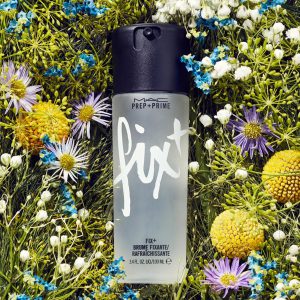 MAC
PREP+PRIME
fix+
FIX+
BRUME FIXANTE/
RAFRAÎCHISSANTE
3.4 FL. OZ./100 mL